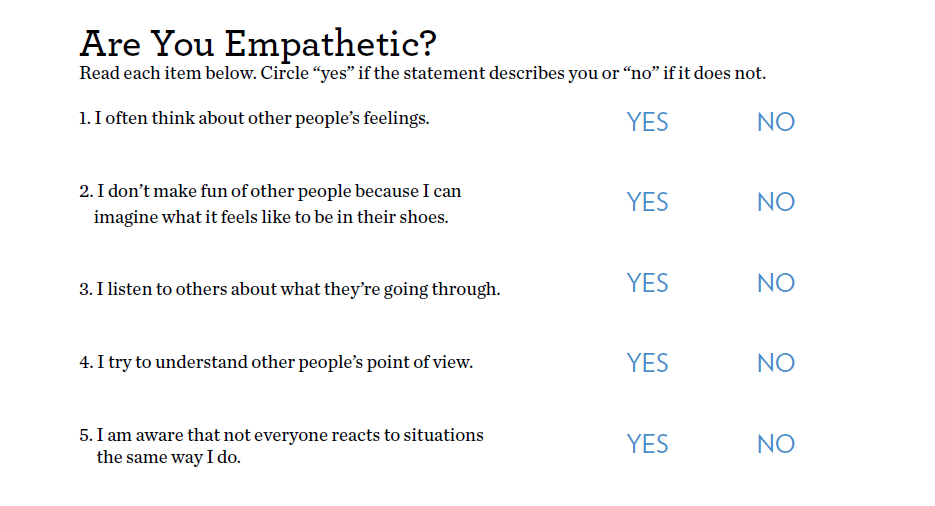 Are You Empathetic?
Read each item below. Circle “yes” if the statement describes you or “no” if it does not.
1. I often think about other people’s feelings. YES NO
2. I don’t make fun of other people because I can
imagine what it feels like to be in their shoes. YES NO
3. I listen to others about what they’re going through. YES NO
4. I try to understand other people’s point of view. YES NO
5. I am aware that not everyone reacts to situations
the same way I do. YES NO